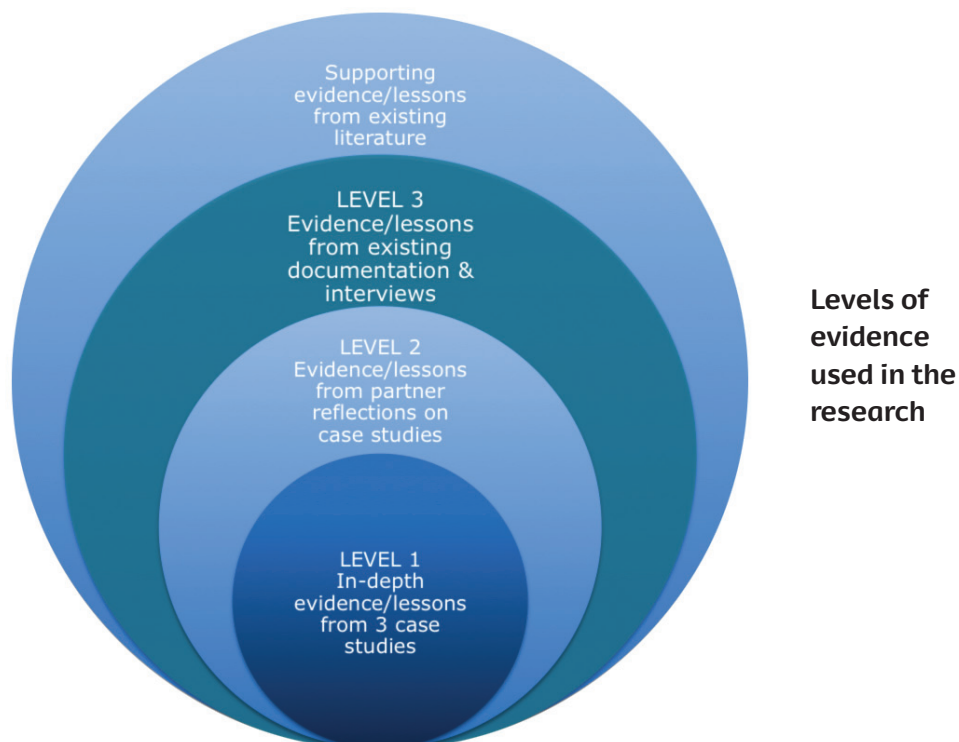 Supporting
evidence/lessons
from existing
literature
LEVEL 3
Evidence/lessons
from existing
documentation &
interviews
LEVEL 2
Evidence/lessons
from partner
reflections on
case studies
LEVEL 1
In-depth
evidence/lessons
from 3 case
studies
Levels of
evidence
used in the
research